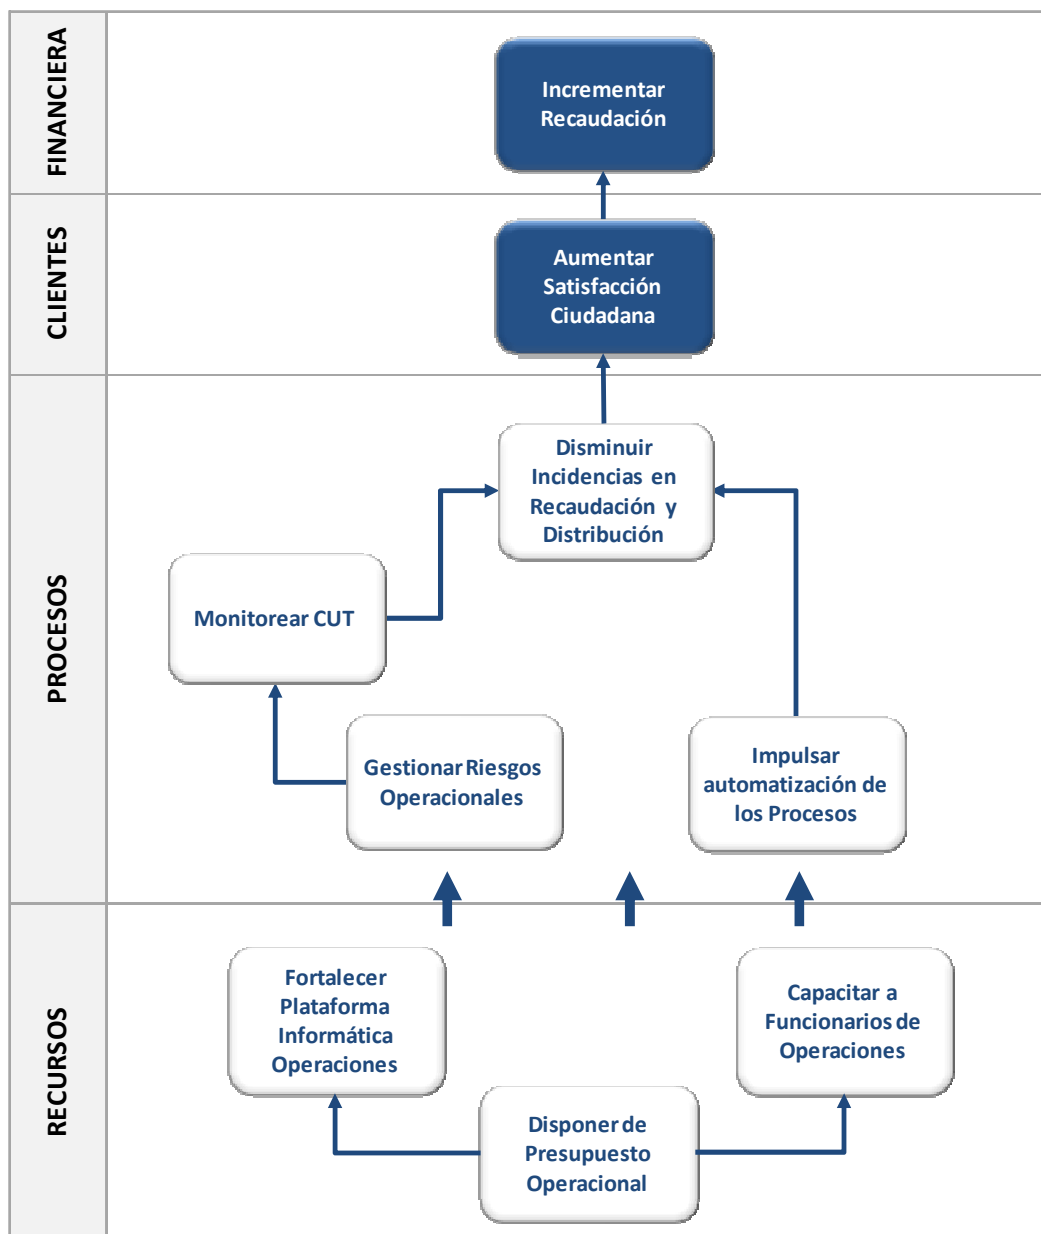 FINANCIERA
Incrementar
Recaudación
CLIENTES
Aumentar
Satisfacción
Ciudadana
PROCESOS
Disminuir
Incidencias en
Recaudación y
Distribución
Monitorear CUT
Gestionar Riesgos
Operacionales
Impulsar
automatización de
los Procesos
RECURSOS
Fortalecer
Plataforma
Informática
Operaciones
Capacitar a
Funcionarios de
Operaciones
Disponer de
Presupuesto
Operacional